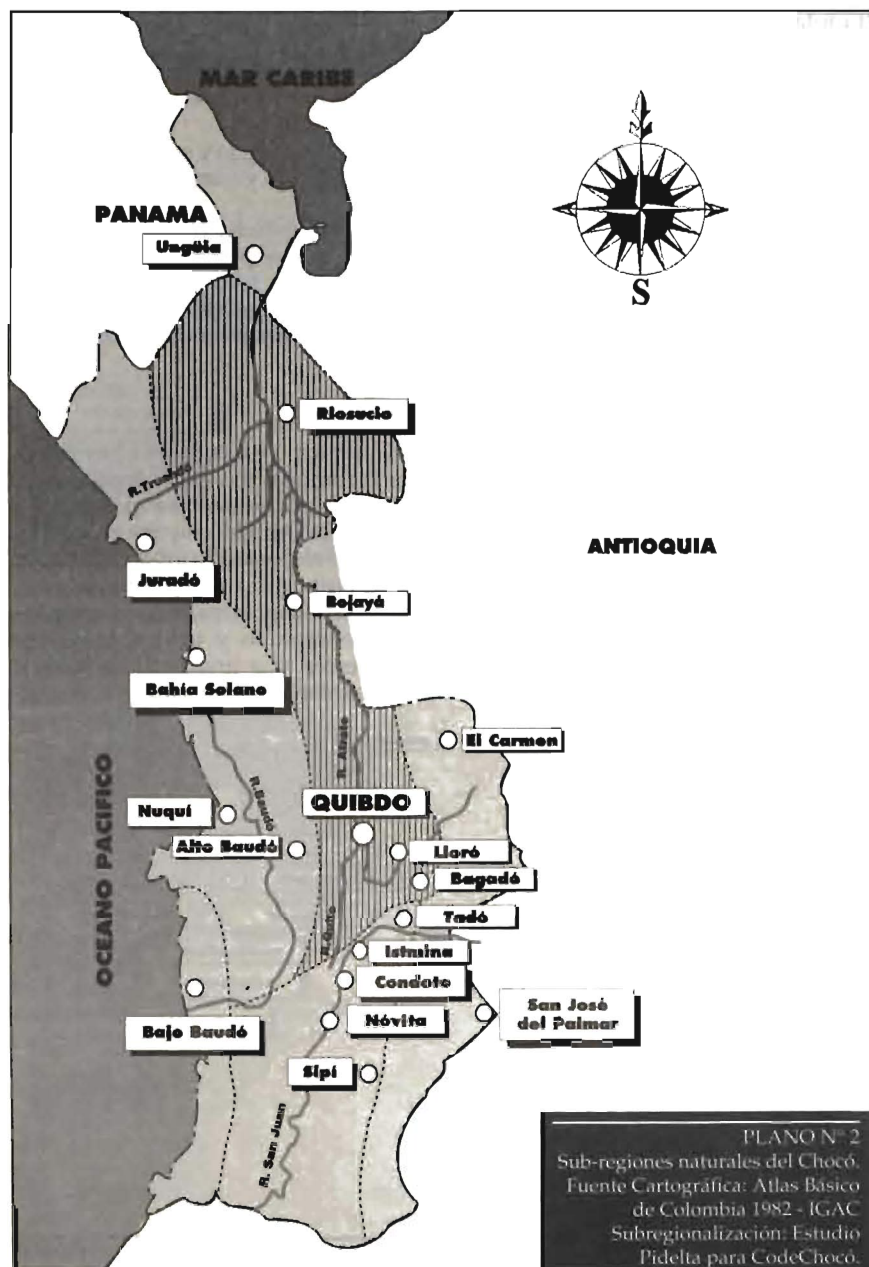 MAR CARIBE
PANAMA
Ungüia
S
Riosucio
R. Truandó
ANTIOQUIA
Juradó
Bojayá
Bahía Solano
El Carmen
R. Atrato
R. Baudó
OCEANO PACIFICO
QUIBDO
Nuquí
Alto Baudó
Lloró
Bagadó
Tadó
R. Quito
Istmina
Condoto
San José
del Palmar
Nóvita
Bajo Baudó
Sipí
R. San Juan
PLANO Nº 2
Sub-regiones naturales del Chocó.
Fuente Cartográfica: Atlas Básico
de Colombia 1982 - IGAC
Subregionalización: Estudio
Pidelta para CodeChocó.